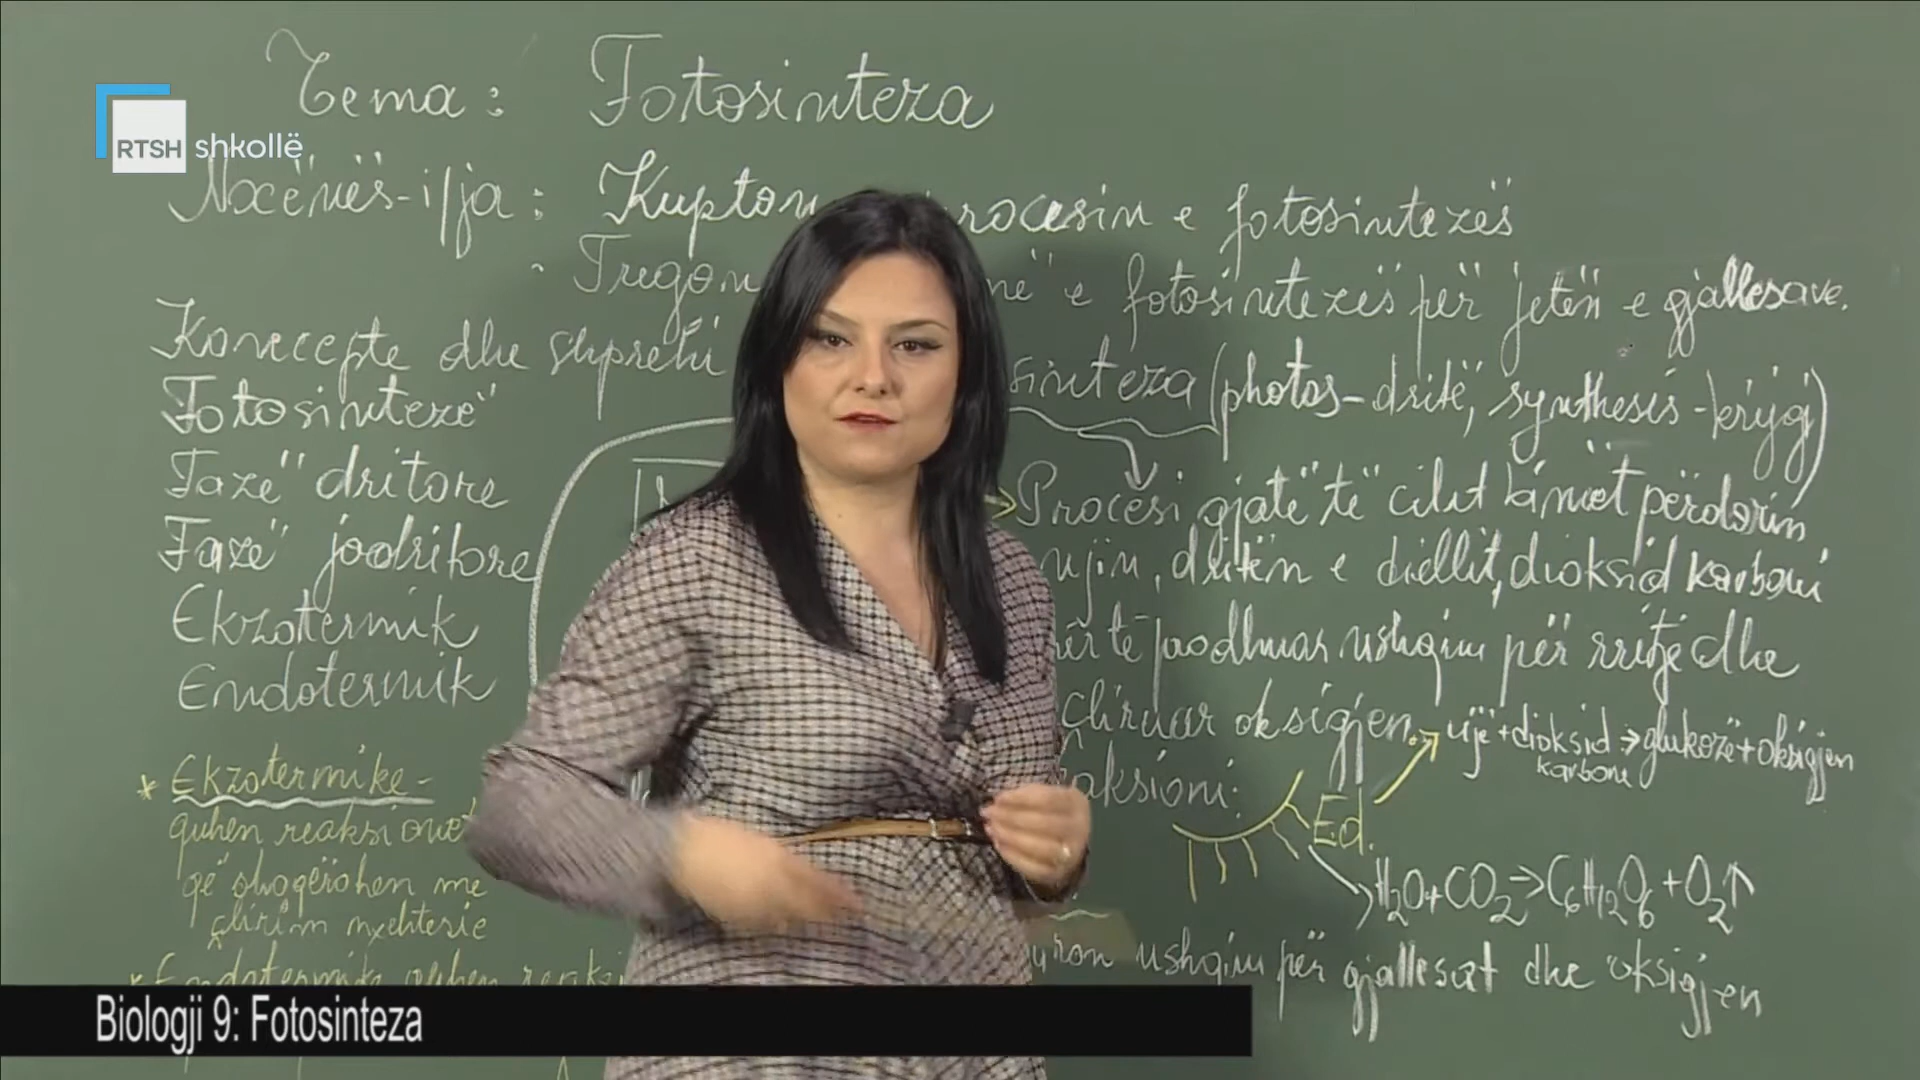 Tema: Fotosinteza
RTSH shkollë
Nxënës-i/ja: Kupton procesin e fotosintezës
- Tregon e fotosintezës për jetën e gjallesave.
Koncepte dhe shprehi
sinteza (photos-dritë, synthesis-krijoj)
Fotosintezë
Fazë dritore
Fazë jodritore
Ekzotermik
Endotermik
Procesi gjatë të cilit bimët përdorin
ujin, dritën e diellit, dioksid karboni
për të prodhuar ushqim për rritje dhe
çliruar oksigjen.
ujë+dioksid karboni → glukozë+oksigjen
Reaksioni:
E.d.
H₂O+CO₂→C₆H₁₂O₆+O₂↑
ushqim për gjallesat dhe oksigjen
* Ekzotermike-
quhen reaksionet
që shoqërohen me
çlirim nxehtësie
* Endotermike quhen reaksi
Biologji 9: Fotosinteza